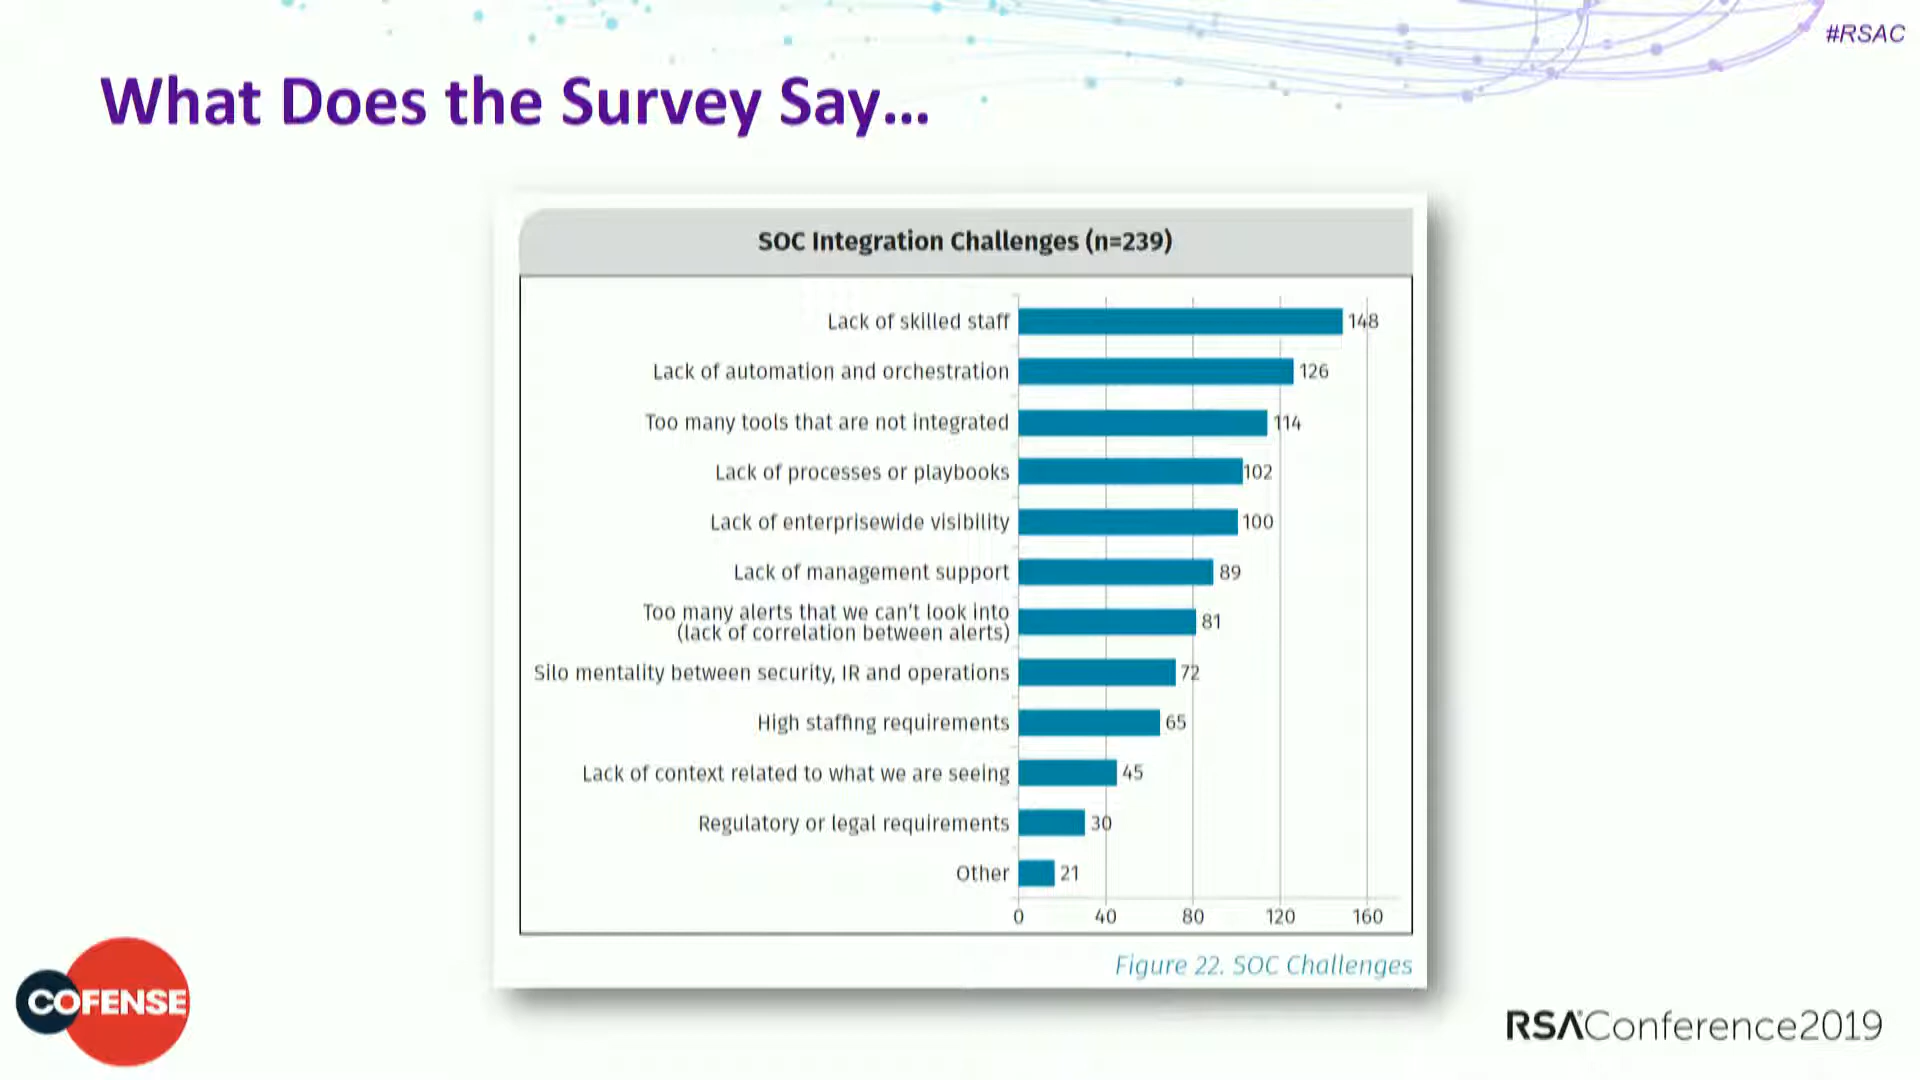 #RSAC
What Does the Survey Say...
SOC Integration Challenges (n=239)
Lack of skilled staff 148
Lack of automation and orchestration 126
Too many tools that are not integrated 114
Lack of processes or playbooks 102
Lack of enterprisewide visibility 100
Lack of management support 89
Too many alerts that we can't look into
(lack of correlation between alerts) 81
Silo mentality between security, IR and operations 72
High staffing requirements 65
Lack of context related to what we are seeing 45
Regulatory or legal requirements 30
Other 21
0 40 80 120 160
Figure 22. SOC Challenges
COFENSE
RSAConference2019